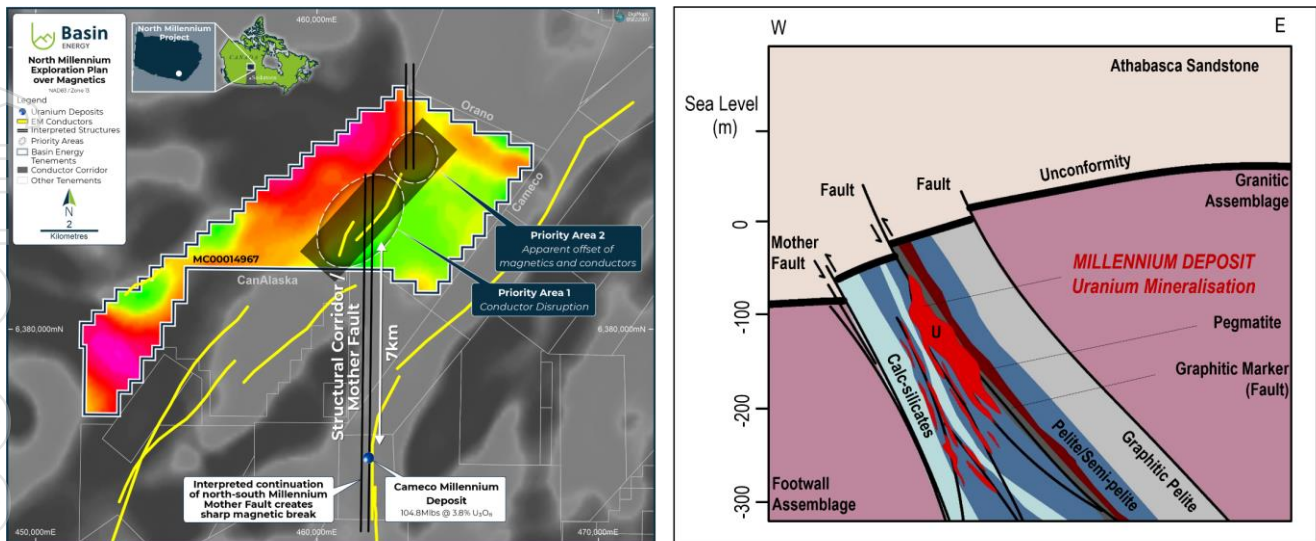 Basin
ENERGY
North Millennium
Exploration Plan
over Magnetics
NAD83 / Zone 13
Legend
Uranium Deposits
EM Conductors
Interpreted Structures
Priority Areas
Basin Energy
Tenements
Conductor Corridor
Other Tenements
N
2
Kilometres
North Millennium
Project
CANADA
460,000mE
Orano
Cameco
MC00014967
CanAlaska
Priority Area 2
Apparent offset of
magnetics and conductors
Priority Area 1
Conductor Disruption
6,380,000mN
6,380,000mN
Structural Corridor /
Mother Fault
7km
Interpreted continuation
of north-south Millennium
Mother Fault creates
sharp magnetic break
Cameco Millennium
Deposit
104.8Mlbs @ 3.8% U₃O₈
450,000mE
460,000mE
470,000mE
W
E
Athabasca Sandstone
Sea Level
(m)
Unconformity
Fault
Fault
Granitic
Assemblage
0
Mother
Fault
MILLENNIUM DEPOSIT
Uranium Mineralisation
-100
U
Pegmatite
Graphitic Marker
(Fault)
Calc-silicates
-200
Pelite/Semi-pelite
Graphitic Pelite
Footwall
Assemblage
-300